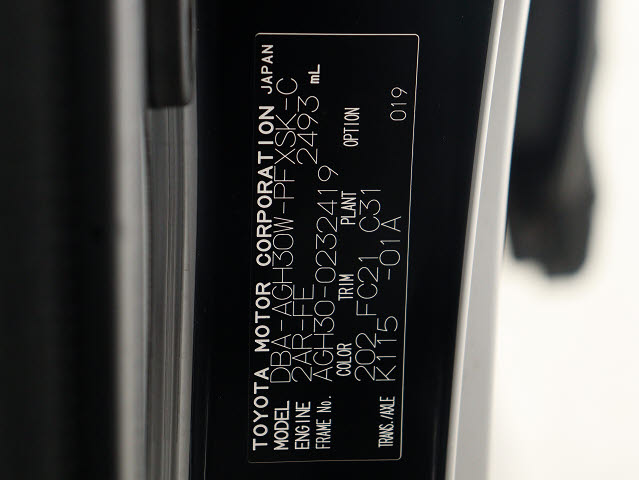 TOYOTA MOTOR CORPORATION JAPAN
MODEL DBA-AGH30W-PFXSK-C
ENGINE 2AR-FE 2493 mL
FRAME No. AGH30-0232419
COLOR TRIM PLANT OPTION
202 FC21 C31
TRANS./AXLE K115 -01A 019